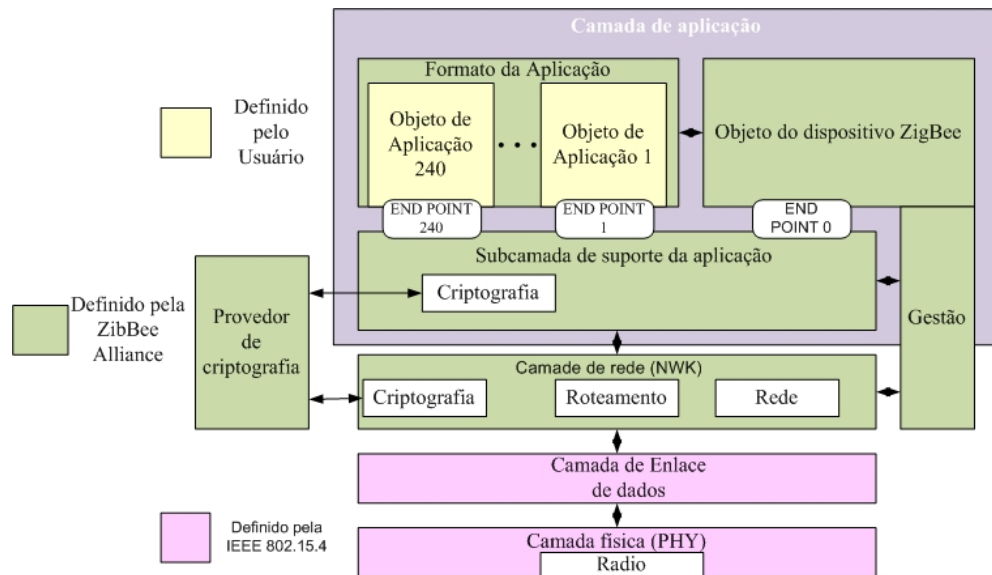 Camada de aplicação
Formato da Aplicação
Definido
pelo
Usuário
Objeto de
Aplicação
240
. . .
Objeto de
Aplicação 1
Objeto do dispositivo ZigBee
END POINT
240
END POINT
1
END
POINT 0
Subcamada de suporte da aplicação
Criptografia
Definido pela
ZibBee
Alliance
Provedor
de
criptografia
Gestão
Camade de rede (NWK)
Criptografia
Roteamento
Rede
Camada de Enlace
de dados
Definido pela
IEEE 802.15.4
Camada física (PHY)
Radio